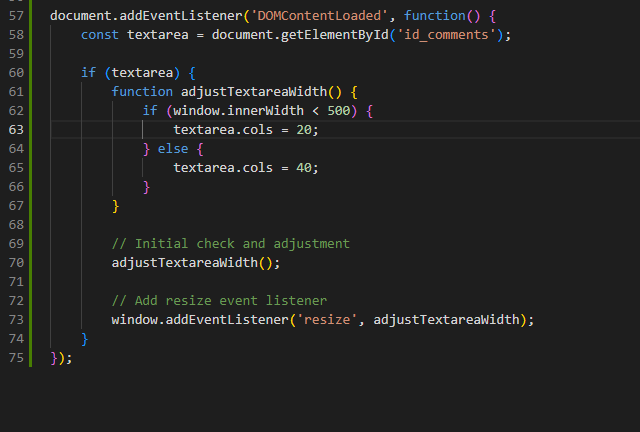 57 document.addEventListener('DOMContentLoaded', function() {
58     const textarea = document.getElementById('id_comments');
59
60     if (textarea) {
61         function adjustTextareaWidth() {
62             if (window.innerWidth < 500) {
63                 textarea.cols = 20;
64             } else {
65                 textarea.cols = 40;
66             }
67         }
68
69         // Initial check and adjustment
70         adjustTextareaWidth();
71
72         // Add resize event listener
73         window.addEventListener('resize', adjustTextareaWidth);
74     }
75 });